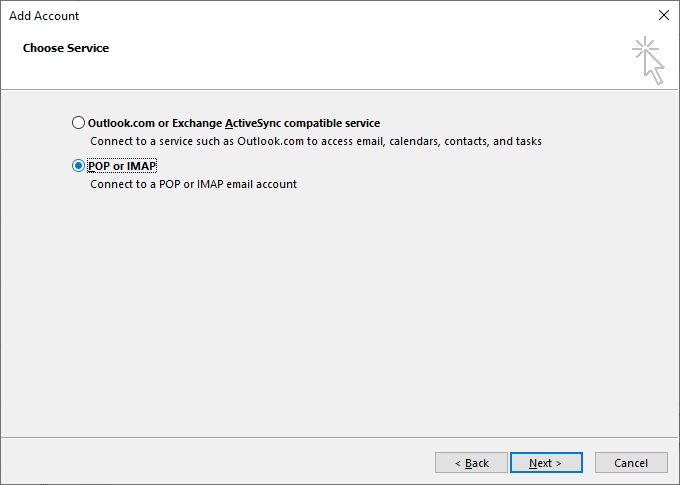 Add Account
Choose Service
Outlook.com or Exchange ActiveSync compatible service
Connect to a service such as Outlook.com to access email, calendars, contacts, and tasks
POP or IMAP
Connect to a POP or IMAP email account
< Back
Next >
Cancel